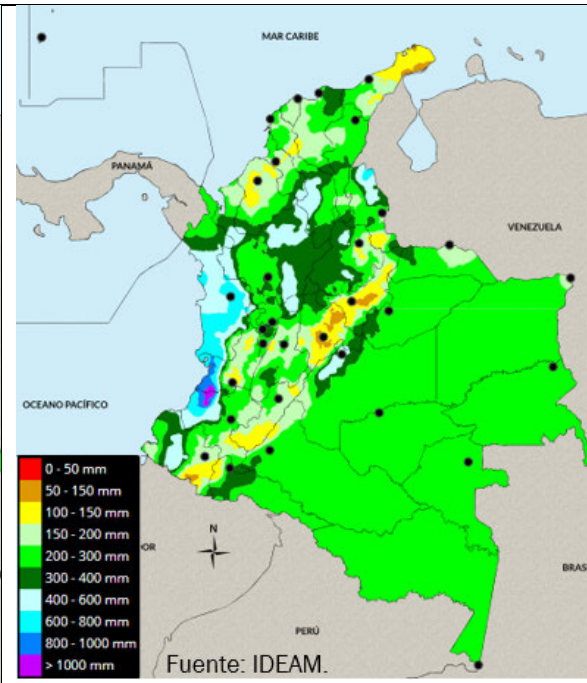 MAR CARIBE
PANAMÁ
VENEZUELA
OCEANO PACÍFICO
0 - 50 mm
50 - 150 mm
100 - 150 mm
150 - 200 mm
200 - 300 mm
300 - 400 mm
400 - 600 mm
600 - 800 mm
800 - 1000 mm
> 1000 mm
DOR
N
BRAS
PERÚ
Fuente: IDEAM.